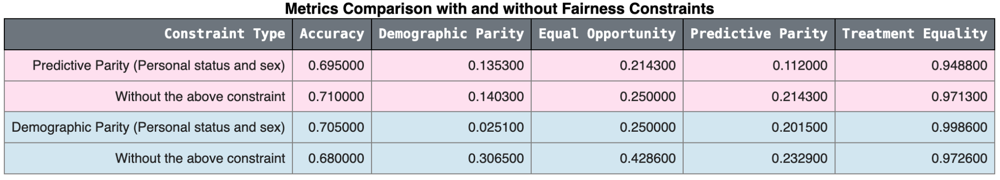 Metrics Comparison with and without Fairness Constraints
Constraint Type Accuracy Demographic Parity Equal Opportunity Predictive Parity Treatment Equality
Predictive Parity (Personal status and sex) 0.695000 0.135300 0.214300 0.112000 0.948800
Without the above constraint 0.710000 0.140300 0.250000 0.214300 0.971300
Demographic Parity (Personal status and sex) 0.705000 0.025100 0.250000 0.201500 0.998600
Without the above constraint 0.680000 0.306500 0.428600 0.232900 0.972600